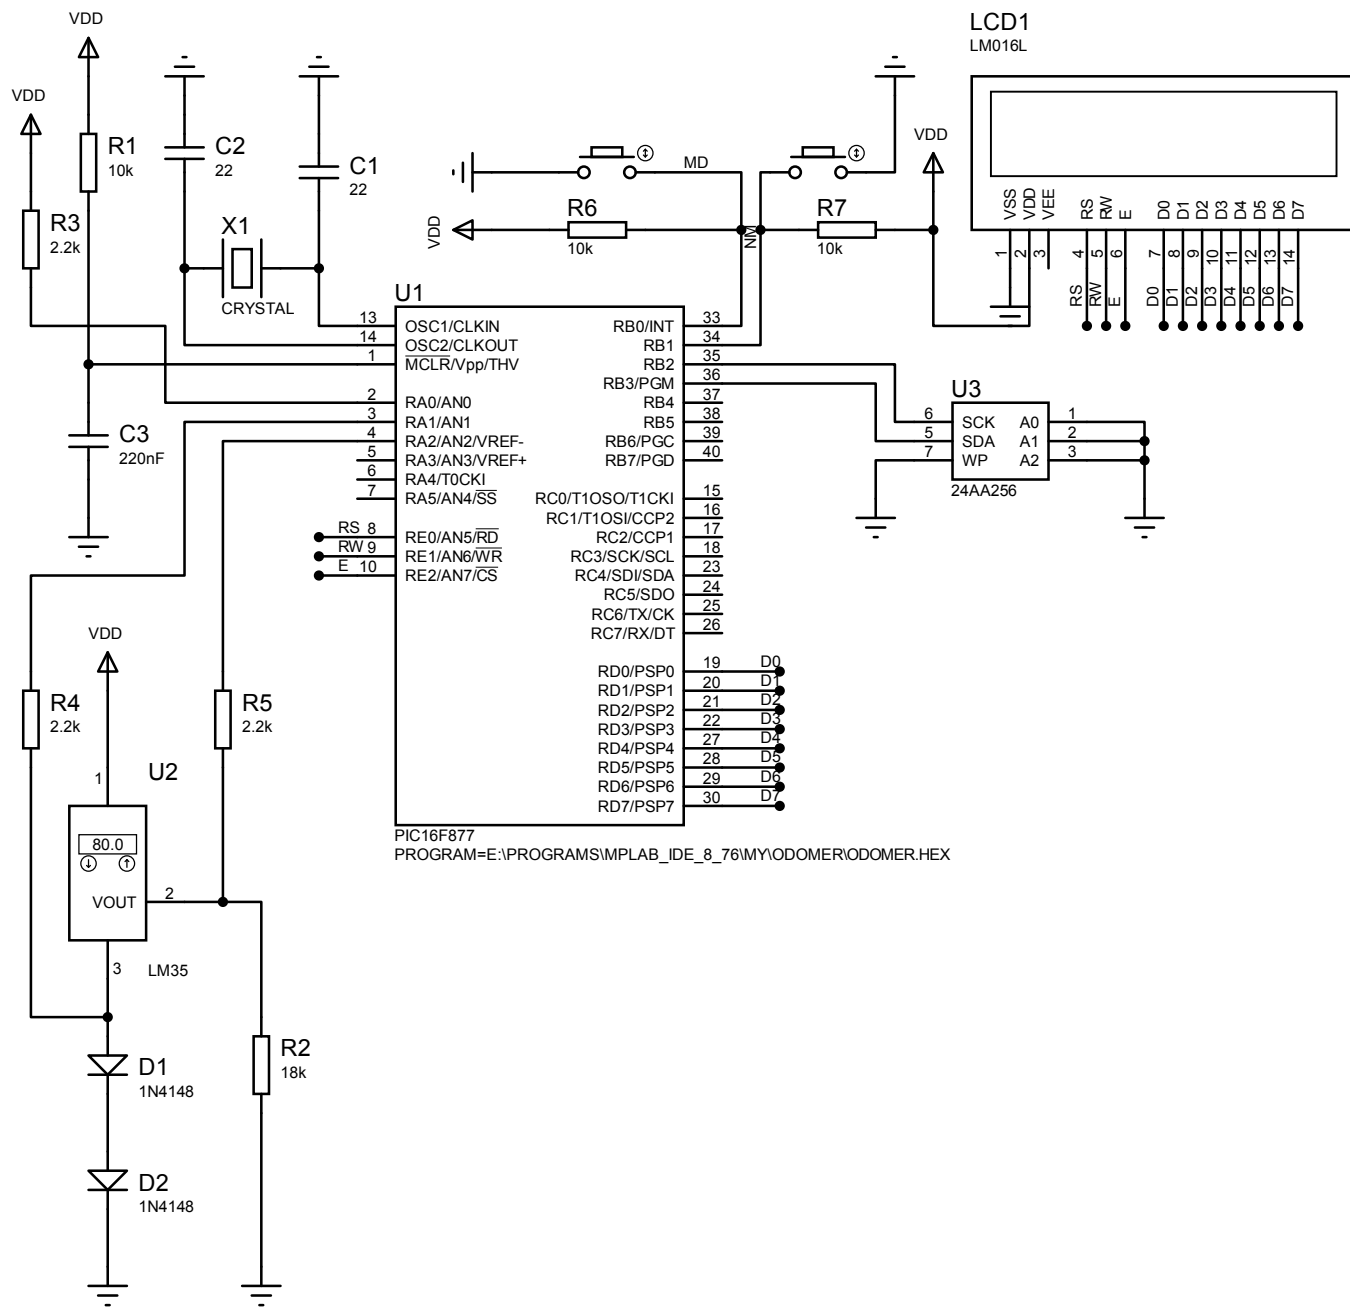 VDD
VDD
R1
10k
R3
2.2k
C2
22
C1
22
X1
CRYSTAL
C3
220nF
MD
R6
10k
VDD
NM
R7
10k
VDD
LCD1
LM016L
VSS
VDD
VEE
RS
RW
E
D0
D1
D2
D3
D4
D5
D6
D7
1
2
3
4
5
6
7
8
9
10
11
12
13
14
RS
RW
E
D0
D1
D2
D3
D4
D5
D6
D7
U1
13 OSC1/CLKIN
14 OSC2/CLKOUT
1 MCLR/Vpp/THV
2 RA0/AN0
3 RA1/AN1
4 RA2/AN2/VREF-
5 RA3/AN3/VREF+
6 RA4/T0CKI
7 RA5/AN4/SS
RS 8 RE0/AN5/RD
RW 9 RE1/AN6/WR
E 10 RE2/AN7/CS
RB0/INT 33
RB1 34
RB2 35
RB3/PGM 36
RB4 37
RB5 38
RB6/PGC 39
RB7/PGD 40
RC0/T1OSO/T1CKI 15
RC1/T1OSI/CCP2 16
RC2/CCP1 17
RC3/SCK/SCL 18
RC4/SDI/SDA 23
RC5/SDO 24
RC6/TX/CK 25
RC7/RX/DT 26
RD0/PSP0 19 D0
RD1/PSP1 20 D1
RD2/PSP2 21 D2
RD3/PSP3 22 D3
RD4/PSP4 27 D4
RD5/PSP5 28 D5
RD6/PSP6 29 D6
RD7/PSP7 30 D7
PIC16F877
PROGRAM=E:\PROGRAMS\MPLAB_IDE_8_76\MY\ODOMER\ODOMER.HEX
U3
6 SCK A0 1
5 SDA A1 2
7 WP A2 3
24AA256
VDD
R4
2.2k
R5
2.2k
1
U2
80.0
VOUT
2
3
LM35
D1
1N4148
R2
18k
D2
1N4148